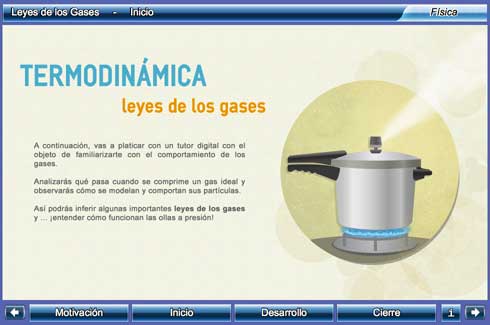 Leyes de los Gases - Inicio
Física
TERMODINÁMICA
leyes de los gases
A continuación, vas a platicar con un tutor digital con el
objeto de familiarizarte con el comportamiento de los
gases.
Analizarás qué pasa cuando se comprime un gas ideal y
observarás cómo se modelan y comportan sus partículas.
Así podrás inferir algunas importantes leyes de los gases
y ... ¡entender cómo funcionan las ollas a presión!
Motivación
Inicio
Desarrollo
Cierre
i